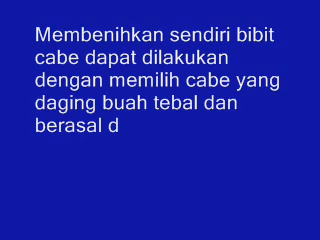 Membenihkan sendiri bibit
cabe dapat dilakukan
dengan memilih cabe yang
daging buah tebal dan
berasal d